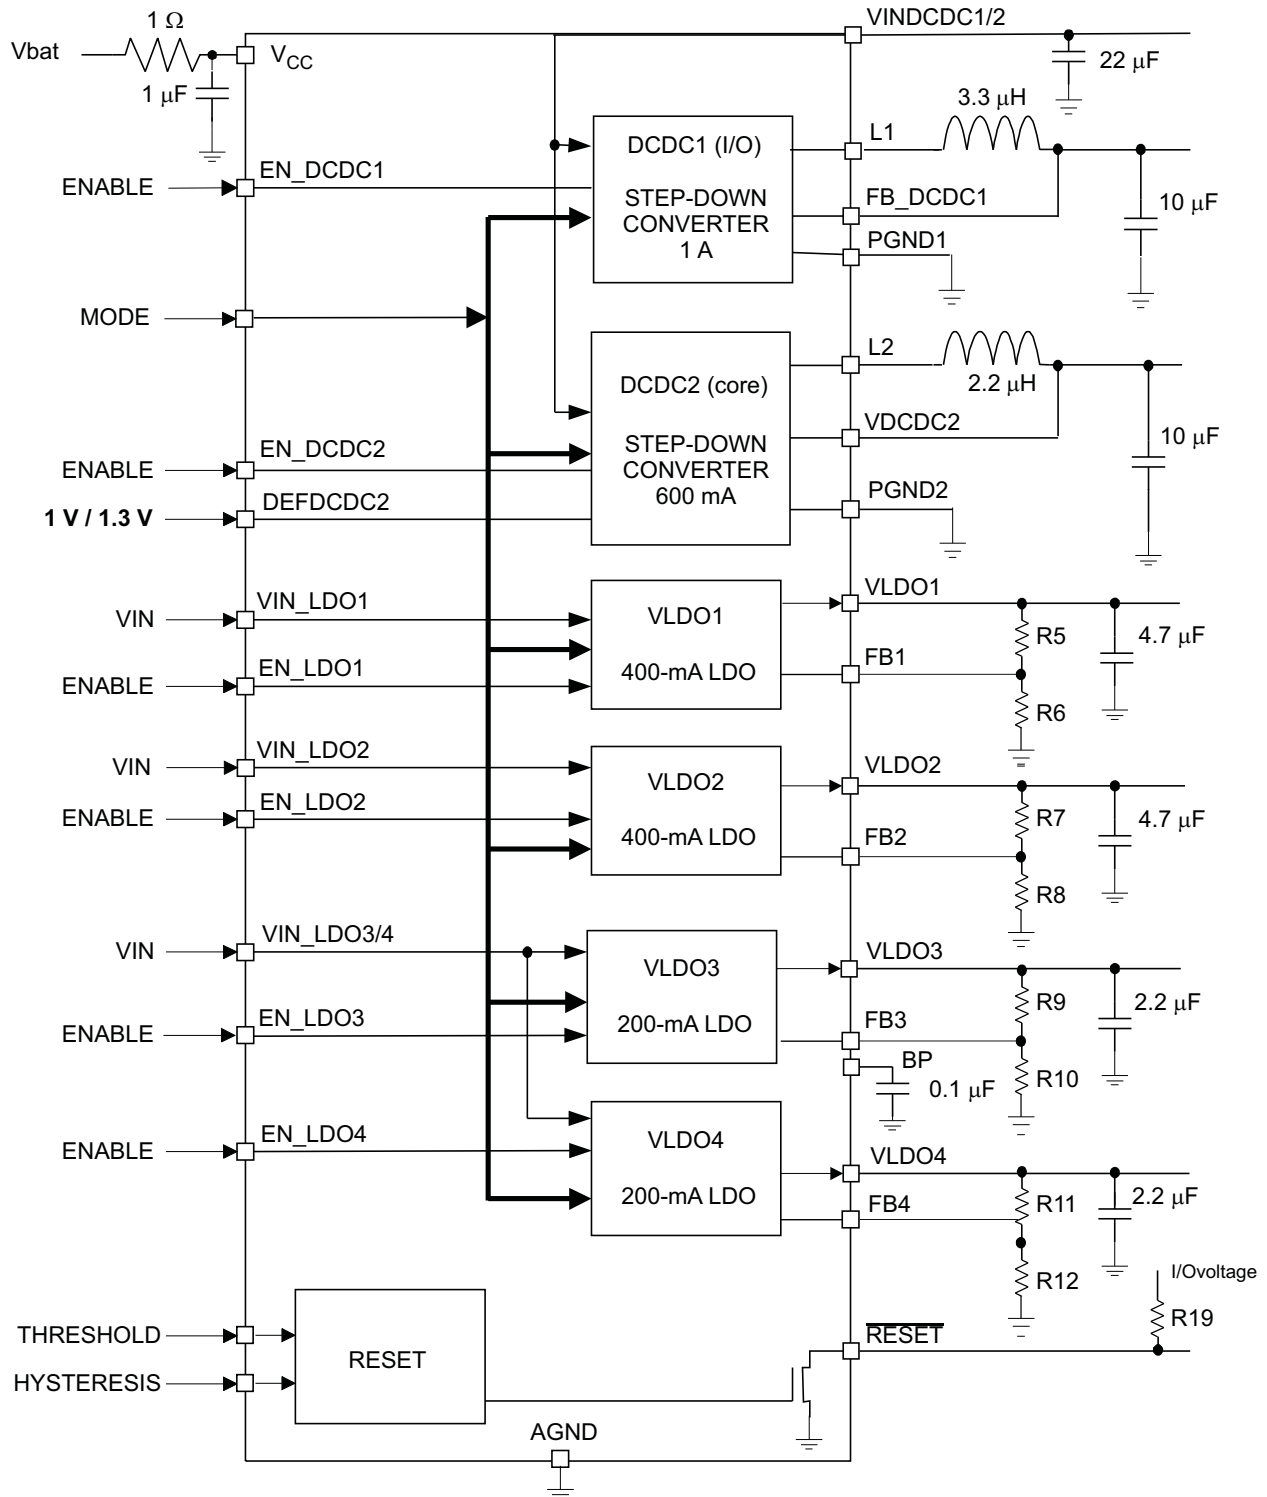 VINDCDC1/2
1 Ω
Vbat
VCC
22 μF
1 μF
3.3 μH
L1
DCDC1 (I/O)
EN_DCDC1
ENABLE
STEP-DOWN
CONVERTER
1 A
FB_DCDC1
10 μF
PGND1
MODE
L2
2.2 μH
DCDC2 (core)
VDCDC2
10 μF
EN_DCDC2
ENABLE
STEP-DOWN
CONVERTER
600 mA
PGND2
DEFDCDC2
1 V / 1.3 V
VLDO1
VIN_LDO1
VIN
VLDO1
R5
4.7 μF
FB1
EN_LDO1
ENABLE
400-mA LDO
R6
VIN_LDO2
VIN
VLDO2
VLDO2
EN_LDO2
ENABLE
R7
4.7 μF
400-mA LDO
FB2
R8
VIN_LDO3/4
VIN
VLDO3
VLDO3
R9
2.2 μF
EN_LDO3
ENABLE
200-mA LDO
FB3
BP
0.1 μF
R10
EN_LDO4
ENABLE
VLDO4
VLDO4
200-mA LDO
FB4
R11
2.2 μF
R12
I/Ovoltage
R19
THRESHOLD
RESET
RESET
HYSTERESIS
AGND